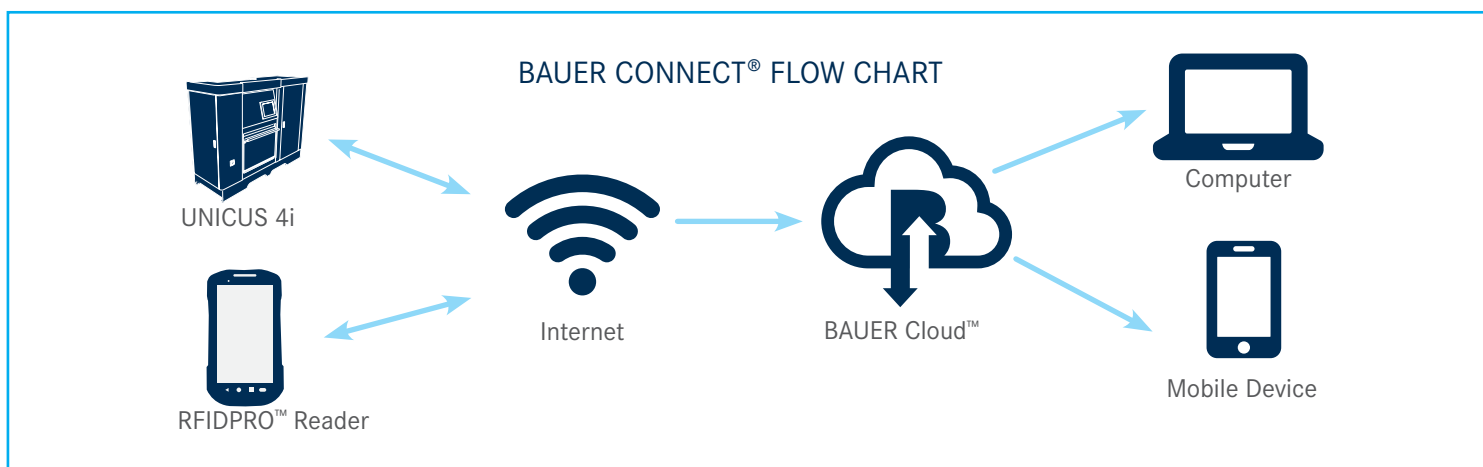 BAUER CONNECT® FLOW CHART
UNICUS 4i
RFIDPRO™ Reader
Internet
B
BAUER Cloud™
Computer
Mobile Device